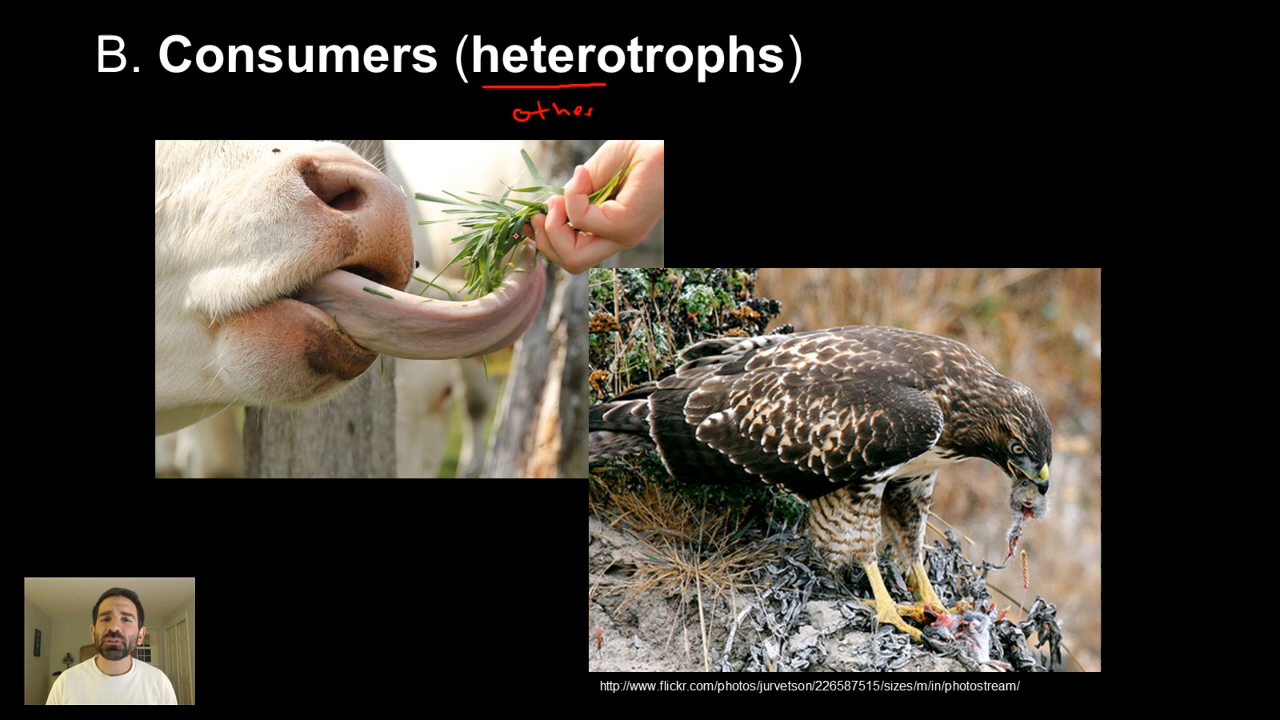 B. Consumers (heterotrophs)
other
http://www.flickr.com/photos/jurvetson/226587515/sizes/m/in/photostream/